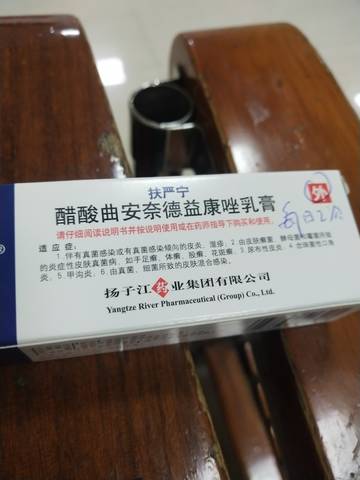 扶严宁
醋酸曲安奈德益康唑乳膏
外
请仔细阅读说明书并按说明使用或在药师指导下购买和使用。
每日2次
适应症:
1.伴有真菌感染或有真菌感染倾向的皮炎、湿疹;2.由皮肤癣菌、酵母菌和霉菌所致
的炎症性皮肤真菌病,如手足癣、体癣、股癣、花斑癣;3.尿布性皮炎;4.念珠菌性口角
炎;5.甲沟炎;6.由真菌、细菌所致的皮肤混合感染。
扬子江药业集团有限公司
Yangtze River Pharmaceutical (Group) Co., Ltd.
®